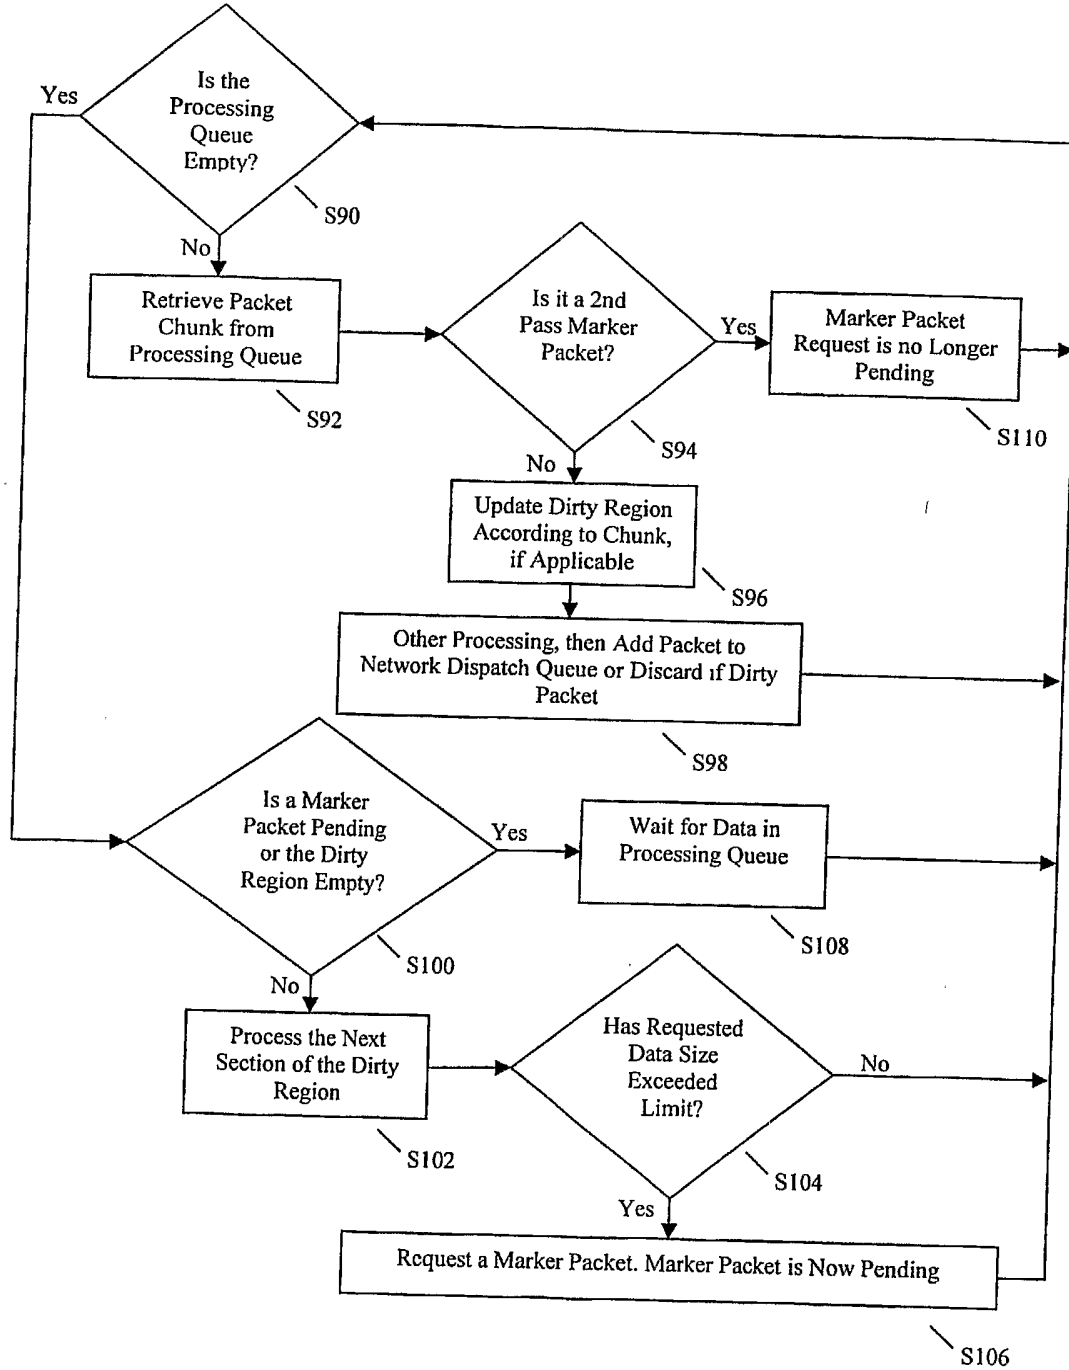 Is the
Processing
Queue
Empty?
Yes
S90
No
Retrieve Packet
Chunk from
Processing Queue
S92
Is it a 2nd
Pass Marker
Packet?
Yes
S94
Marker Packet
Request is no Longer
Pending
S110
No
Update Dirty Region
According to Chunk,
if Applicable
S96
Other Processing, then Add Packet to
Network Dispatch Queue or Discard if Dirty
Packet
S98
Is a Marker
Packet Pending
or the Dirty
Region Empty?
Yes
S100
Wait for Data in
Processing Queue
S108
No
Process the Next
Section of the Dirty
Region
S102
Has Requested
Data Size
Exceeded
Limit?
No
S104
Yes
Request a Marker Packet. Marker Packet is Now Pending
S106